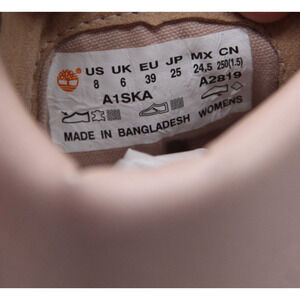 US UK EU JP MX CN
8 6 39 25 24.5 250(1.5)
A1SKA A2819
MADE IN BANGLADESH WOMENS